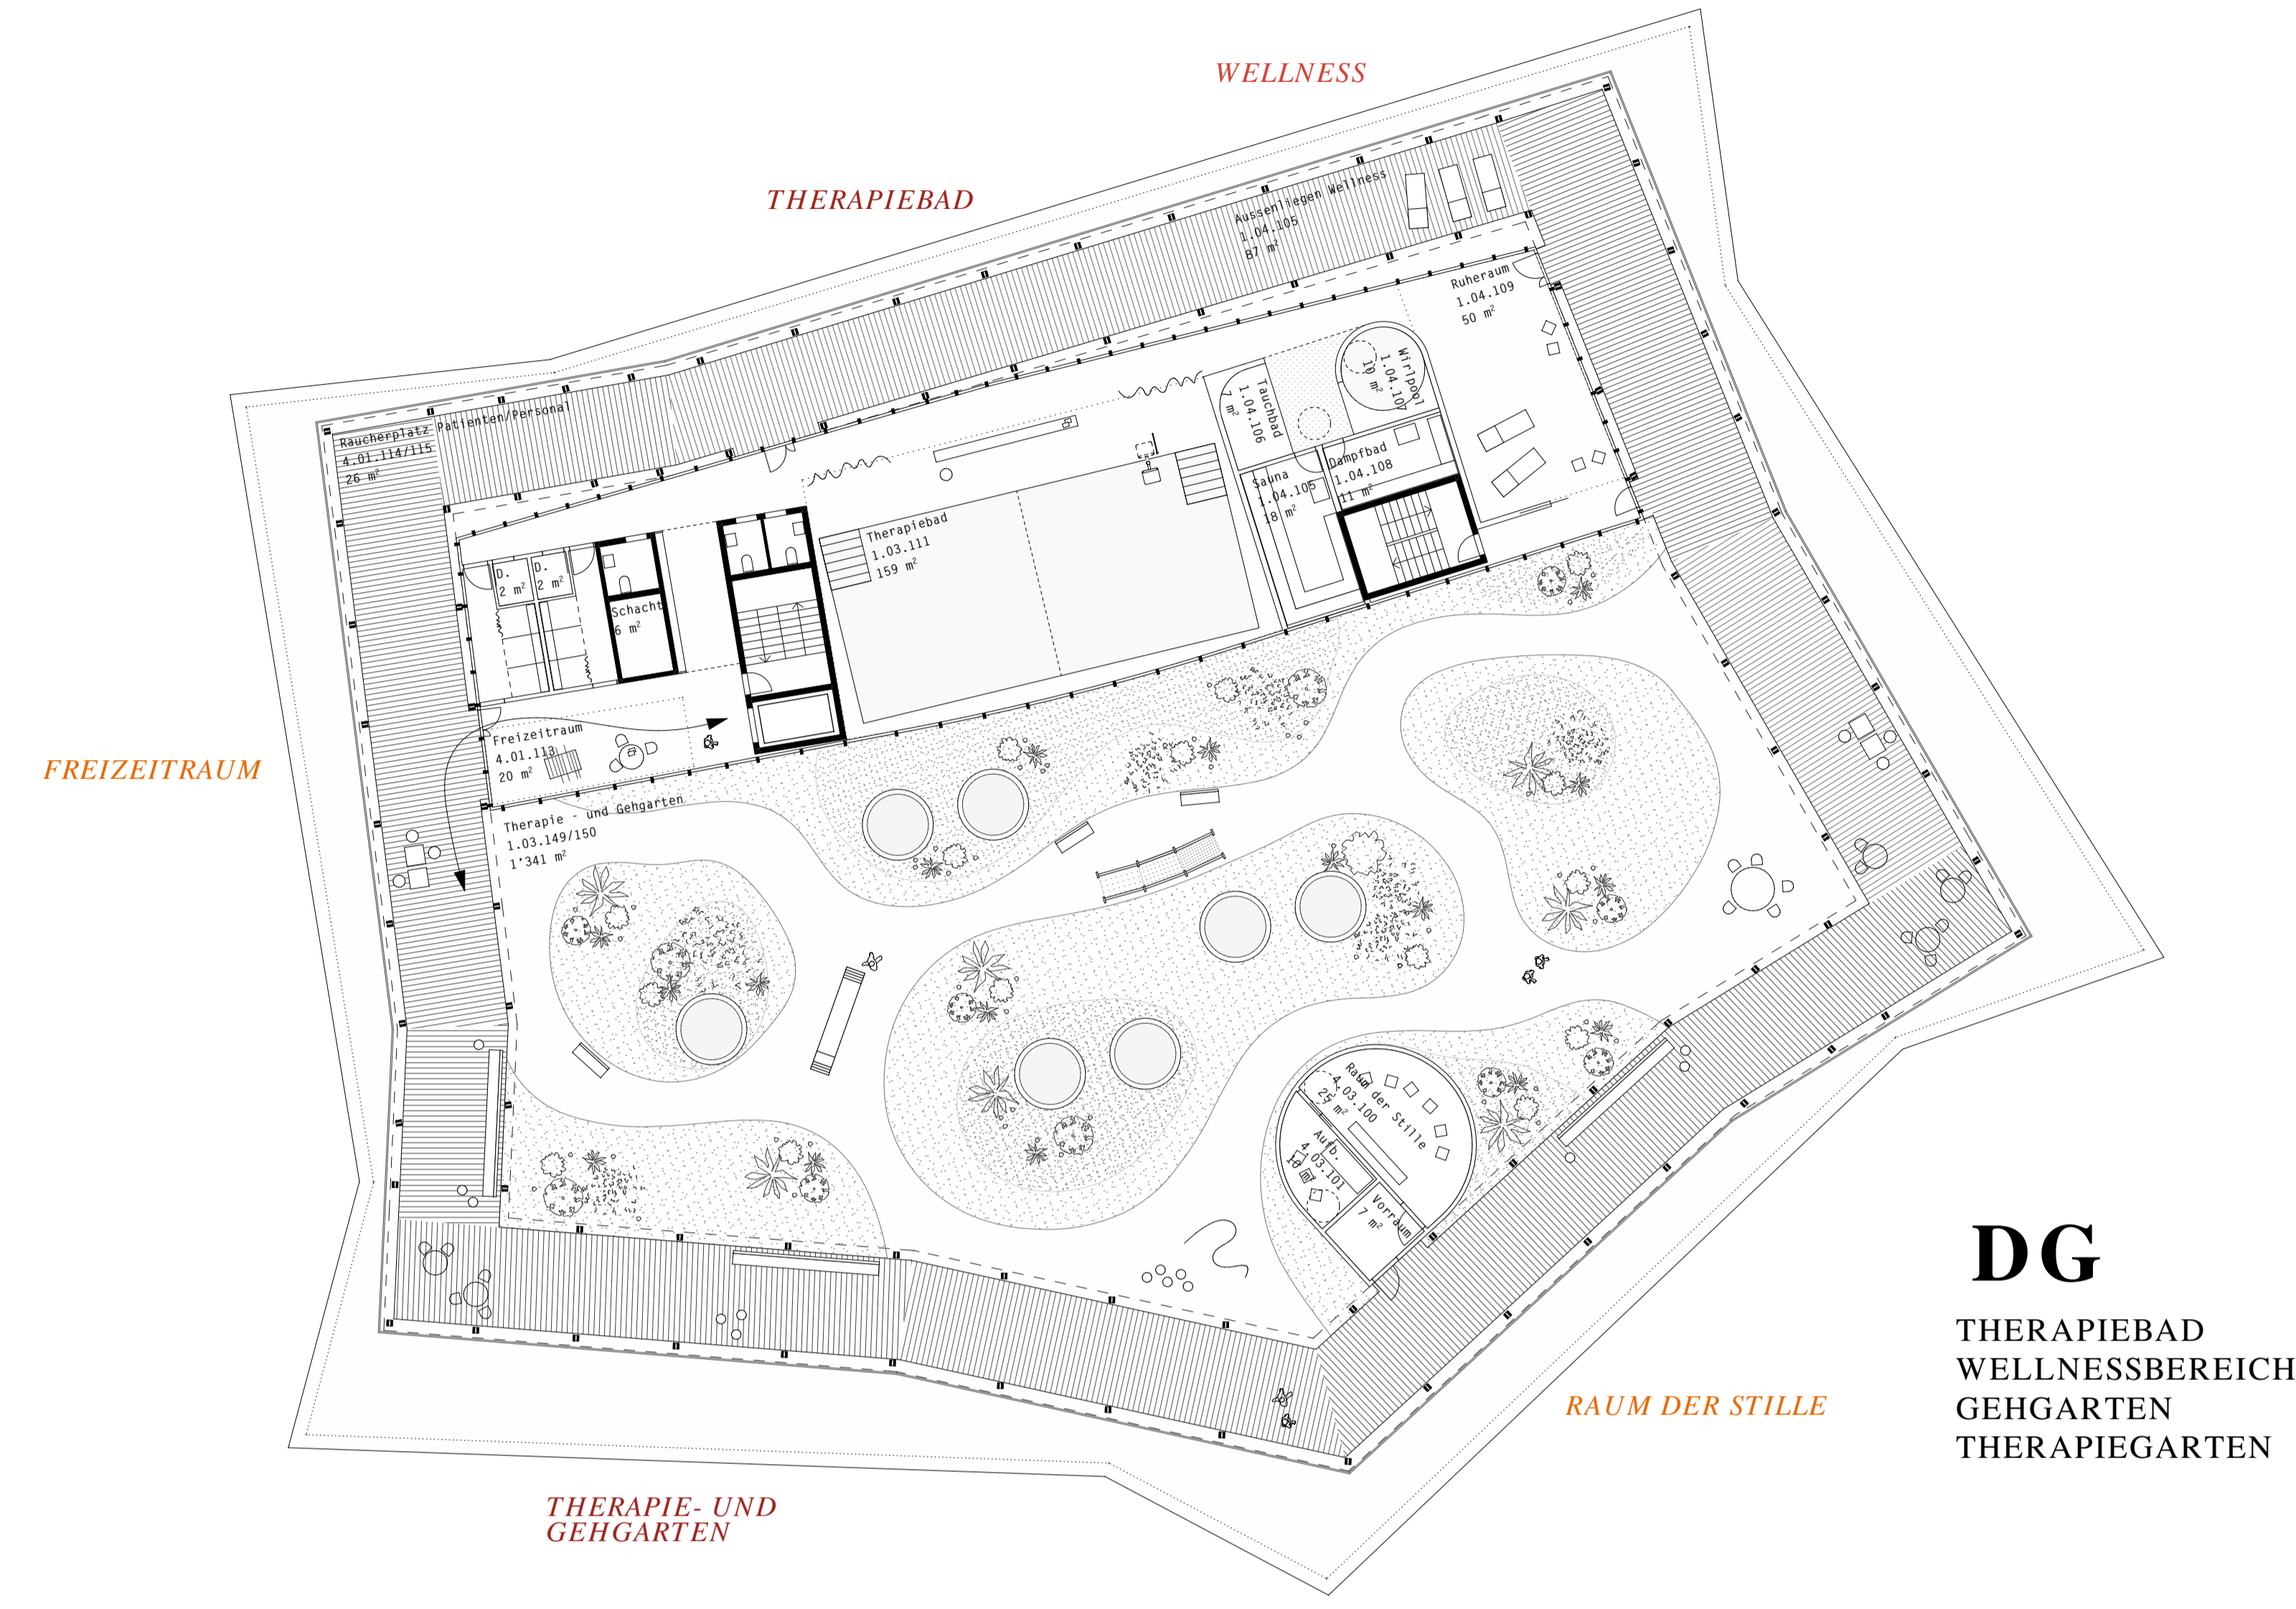 WELLNESS
THERAPIEBAD
Aussenliegen Wellness
1.04.105
87 m²
Ruheraum
1.04.109
50 m²
Wirlpool
1.04.107
10 m²
Tauchbad
1.04.106
7 m²
Raucherplatz Patienten/Personal
4.01.114/115
26 m²
Dampfbad
1.04.108
11 m²
Sauna
1.04.105
18 m²
Therapiebad
1.03.111
159 m²
D.
2 m²
D.
2 m²
Schacht
6 m²
Freizeitraum
4.01.113
20 m²
FREIZEITRAUM
Therapie - und Gehgarten
1.03.149/150
1'341 m²
Raum der Stille
4.03.100
25 m²
Aufb.
4.03.101
10 m²
Vorraum
7 m²
DG
THERAPIEBAD
WELLNESSBEREICH
GEHGARTEN
THERAPIEGARTEN
RAUM DER STILLE
THERAPIE- UND
GEHGARTEN